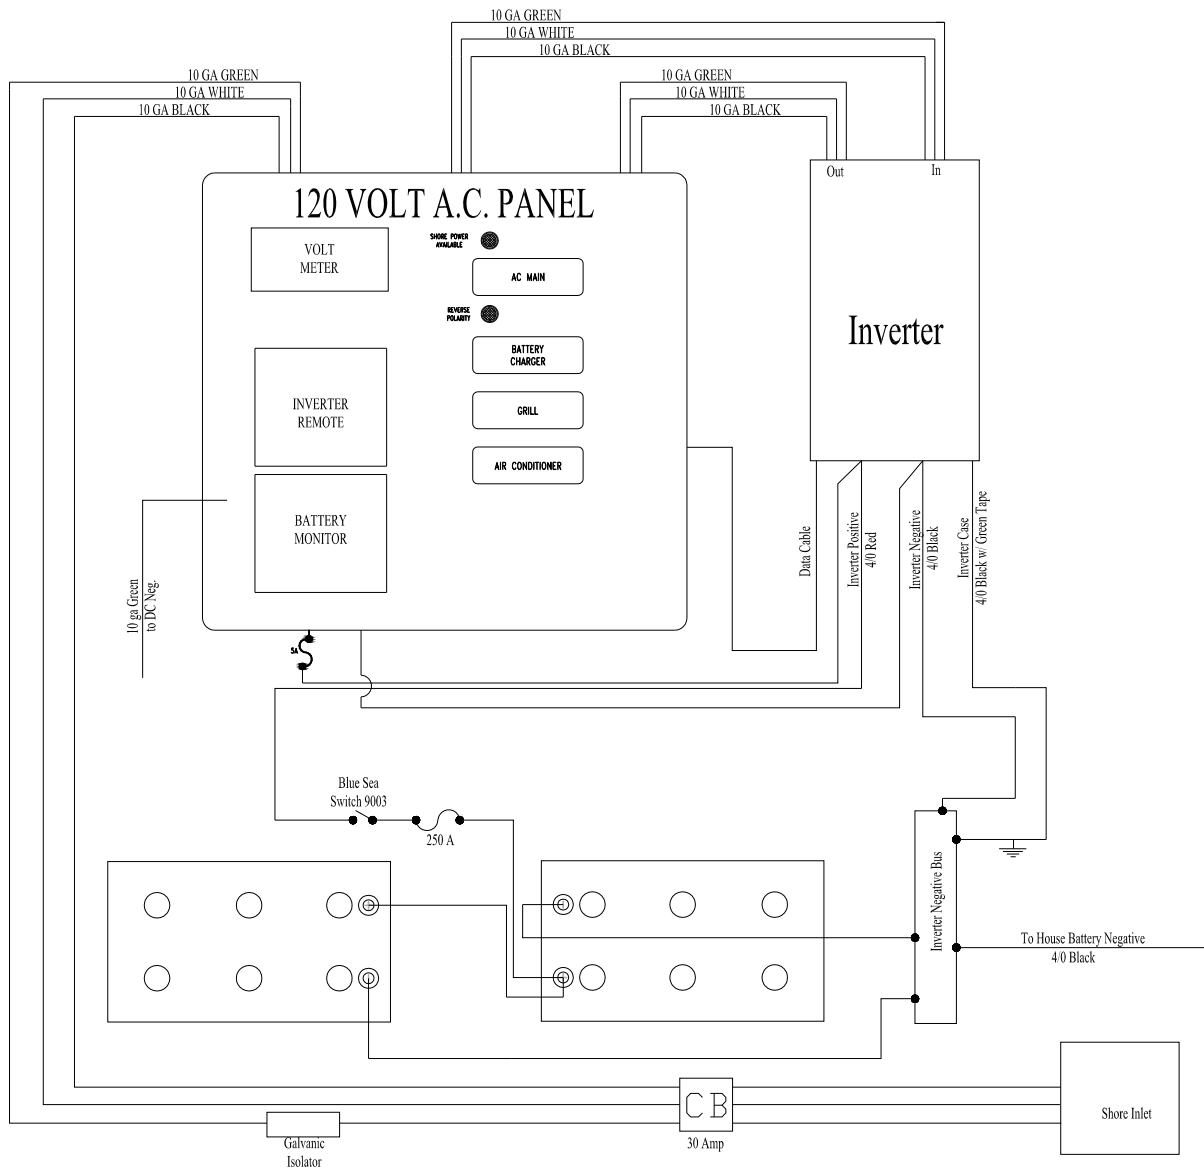 10 GA GREEN
10 GA WHITE
10 GA BLACK
10 GA GREEN
10 GA WHITE
10 GA BLACK
10 GA GREEN
10 GA WHITE
10 GA BLACK
Out
In
120 VOLT A.C. PANEL
VOLT
METER
SHORE POWER
AVAILABLE
AC MAIN
REVERSE
POLARITY
BATTERY
CHARGER
INVERTER
REMOTE
GRILL
AIR CONDITIONER
BATTERY
MONITOR
Inverter
10 ga Green
to DC Neg.
5A
Data Cable
Inverter Positive
4/0 Red
Inverter Negative
4/0 Black
Inverter Case
4/0 Black w/ Green Tape
Blue Sea
Switch 9003
250 A
Inverter Negative Bus
To House Battery Negative
4/0 Black
CB
30 Amp
Galvanic
Isolator
Shore Inlet